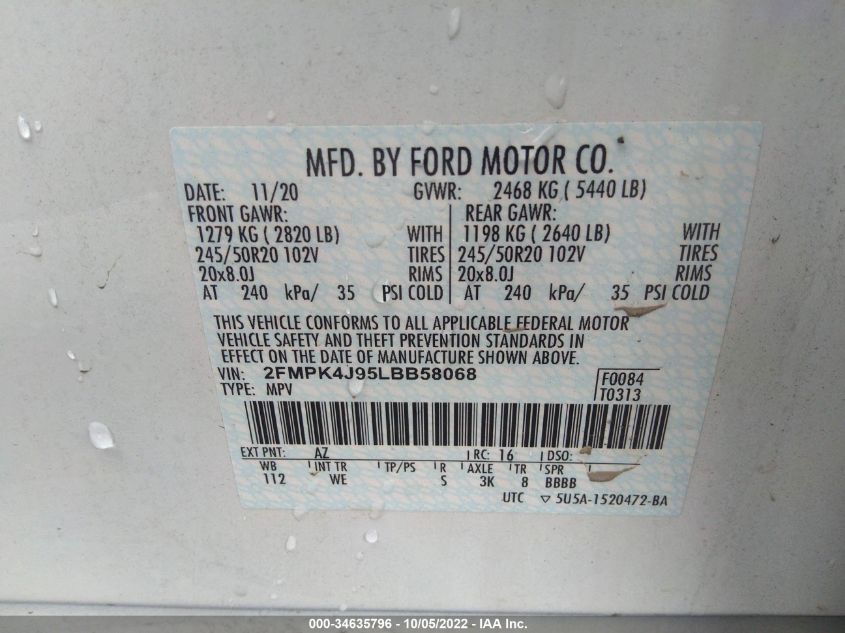 MFD. BY FORD MOTOR CO.
DATE: 11/20 GVWR: 2468 KG ( 5440 LB)
FRONT GAWR: REAR GAWR:
1279 KG ( 2820 LB) WITH 1198 KG ( 2640 LB) WITH
245/50R20 102V TIRES 245/50R20 102V TIRES
20x8.0J RIMS 20x8.0J RIMS
AT 240 kPa/ 35 PSI COLD AT 240 kPa/ 35 PSI COLD
THIS VEHICLE CONFORMS TO ALL APPLICABLE FEDERAL MOTOR
VEHICLE SAFETY AND THEFT PREVENTION STANDARDS IN
EFFECT ON THE DATE OF MANUFACTURE SHOWN ABOVE.
VIN: 2FMPK4J95LBB58068
TYPE: MPV
F0084
T0313
EXT PNT: AZ RC: 16 DSO:
WB INT TR TP/PS R AXLE TR SPR
112 WE S 3K 8 BBBB
UTC ▽ 5U5A-1520472-BA
000-34635796 - 10/05/2022 - IAA Inc.